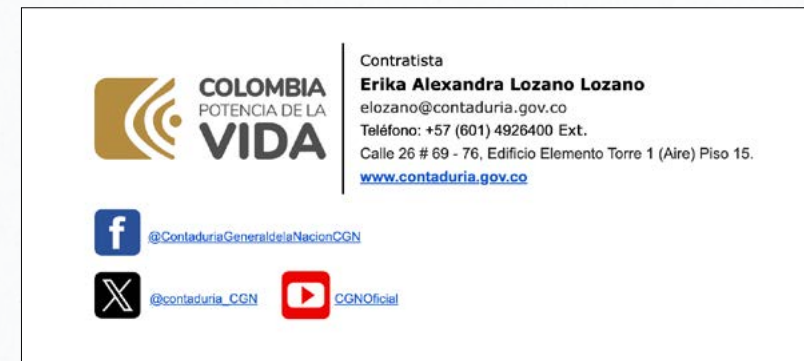 COLOMBIA
POTENCIA DE LA
VIDA
Contratista
Erika Alexandra Lozano Lozano
elozano@contaduria.gov.co
Teléfono: +57 (601) 4926400 Ext.
Calle 26 # 69 - 76, Edificio Elemento Torre 1 (Aire) Piso 15.
www.contaduria.gov.co
@ContaduriaGeneraldelaNacionCGN
@contaduria_CGN
CGNOficial